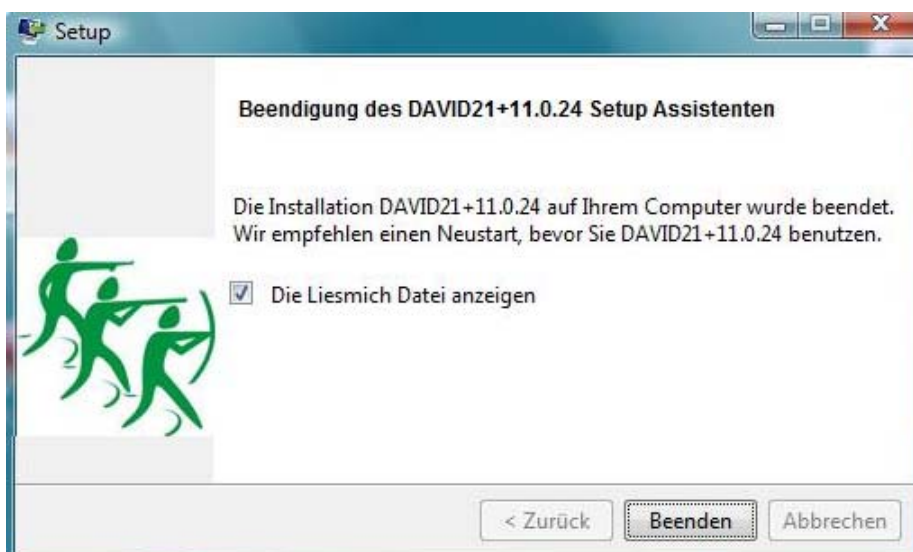 Setup
Beendigung des DAVID21+11.0.24 Setup Assistenten
Die Installation DAVID21+11.0.24 auf Ihrem Computer wurde beendet.
Wir empfehlen einen Neustart, bevor Sie DAVID21+11.0.24 benutzen.
Die Liesmich Datei anzeigen
< Zurück Beenden Abbrechen